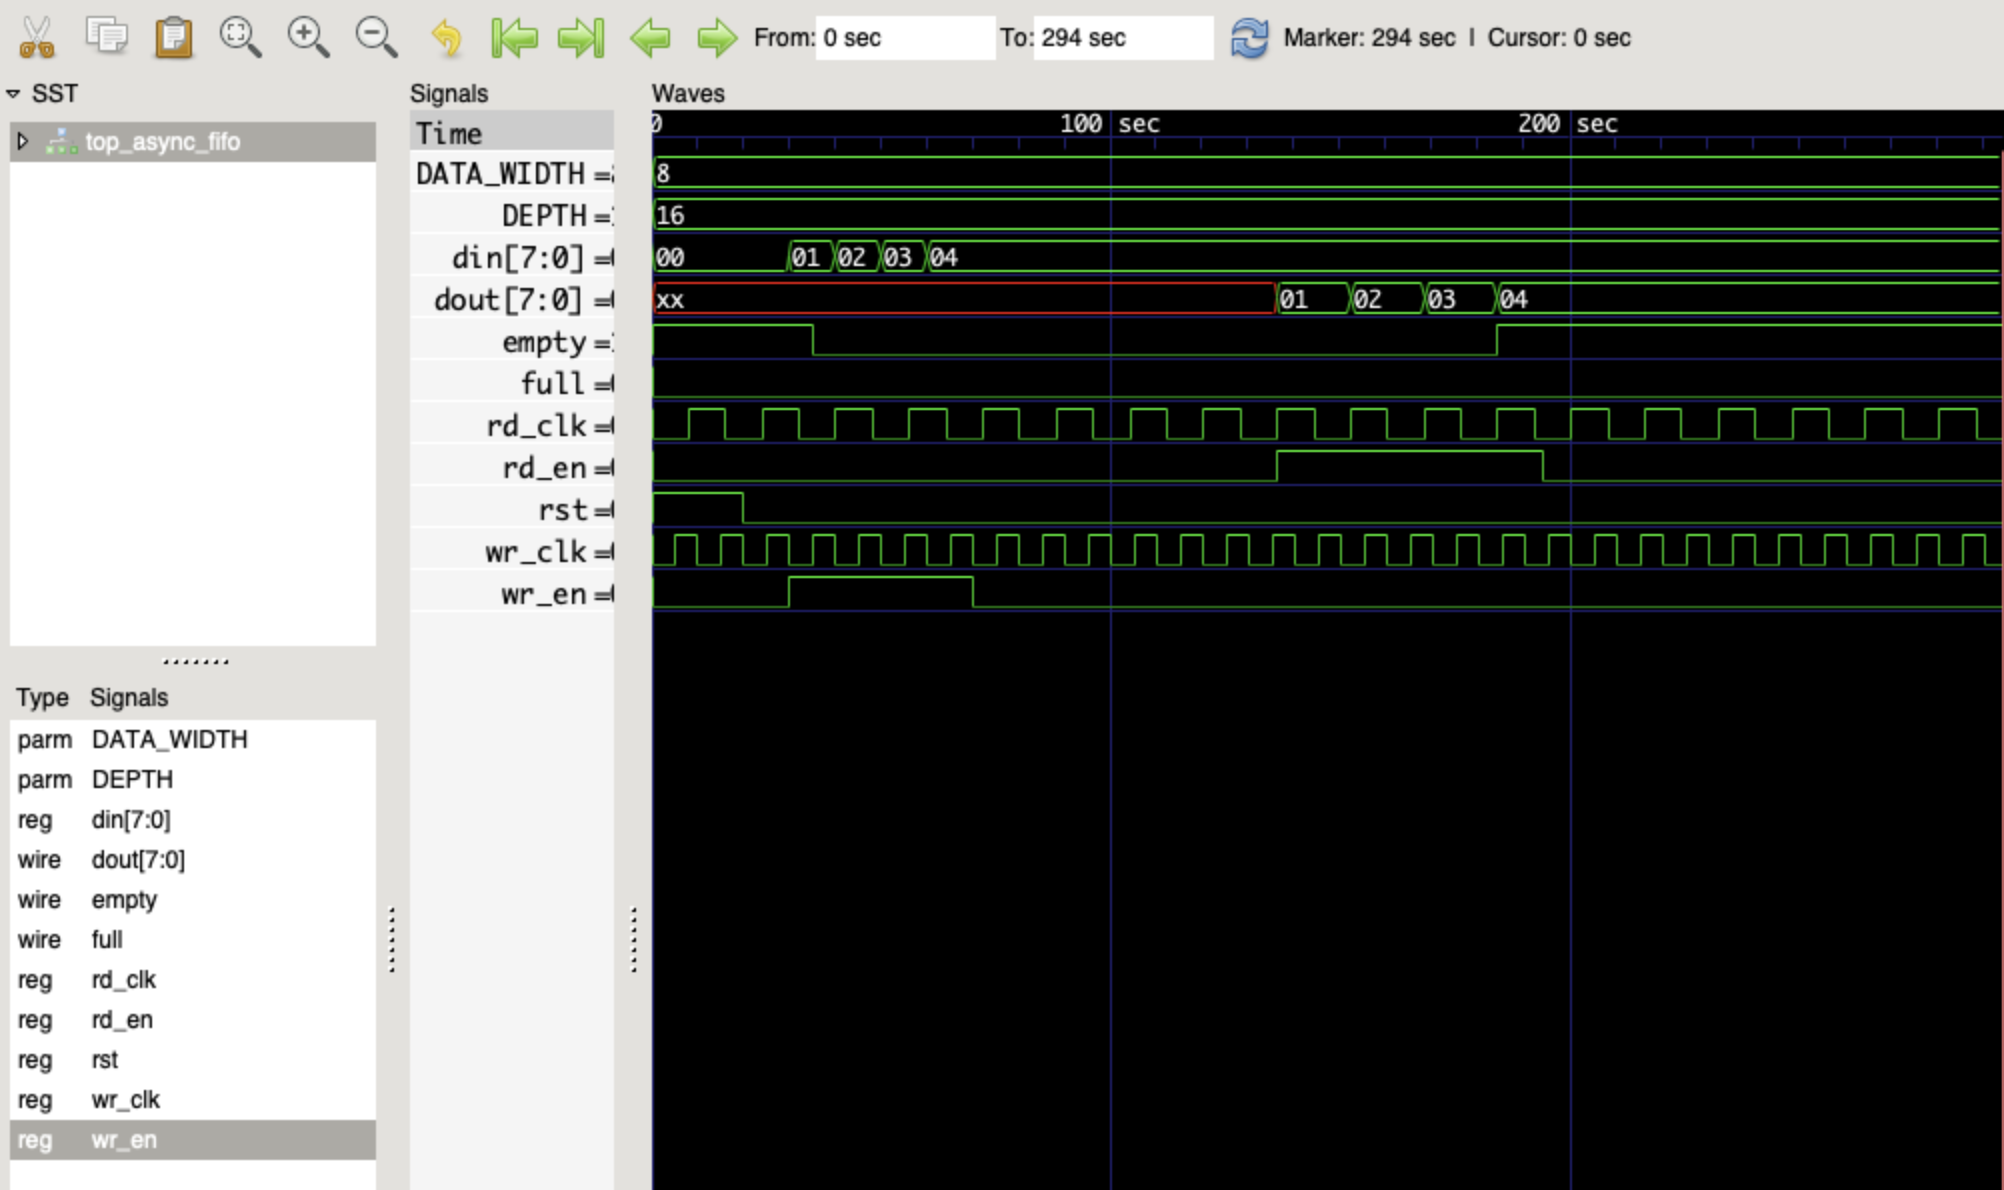 From: 0 sec To: 294 sec Marker: 294 sec | Cursor: 0 sec
SST
top_async_fifo
Type Signals
parm DATA_WIDTH
parm DEPTH
reg din[7:0]
wire dout[7:0]
wire empty
wire full
reg rd_clk
reg rd_en
reg rst
reg wr_clk
reg wr_en
Signals
Time
DATA_WIDTH =
DEPTH =
din[7:0] =
dout[7:0] =
empty =
full =
rd_clk =
rd_en =
rst =
wr_clk =
wr_en =
Waves
0 100 sec 200 sec
8
16
00 01 02 03 04
xx 01 02 03 04